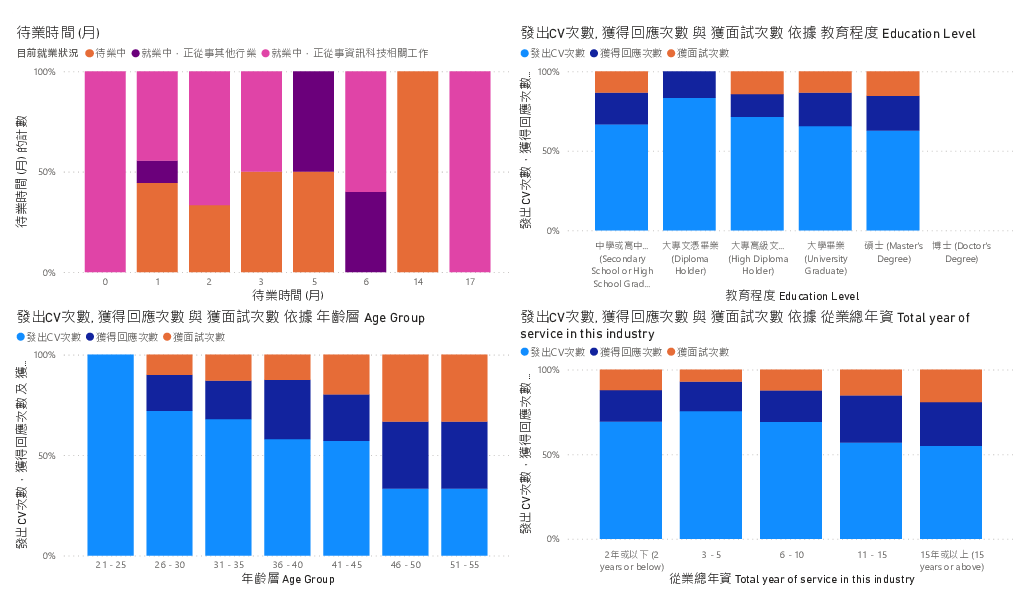 待業時間 (月)
目前就業狀況 待業中 就業中，正從事其他行業 就業中，正從事資訊科技相關工作
100%
50%
0%
待業時間 (月) 的計數
0 1 2 3 5 6 14 17
待業時間 (月)
發出CV次數, 獲得回應次數 與 獲面試次數 依據 教育程度 Education Level
發出CV次數 獲得回應次數 獲面試次數
100%
50%
0%
發出CV次數，獲得回應次數...
中學或高中... 大專文憑畢業 大專高級文... 大學畢業 碩士 (Master's 博士 (Doctor's
(Secondary (Diploma (High Diploma (University Degree) Degree)
School or High Holder) Holder) Graduate)
School Grad...
教育程度 Education Level
發出CV次數, 獲得回應次數 與 獲面試次數 依據 年齡層 Age Group
發出CV次數 獲得回應次數 獲面試次數
100%
50%
0%
發出CV次數，獲得回應次數 及 獲...
21 - 25 26 - 30 31 - 35 36 - 40 41 - 45 46 - 50 51 - 55
年齡層 Age Group
發出CV次數, 獲得回應次數 與 獲面試次數 依據 從業總年資 Total year of
service in this industry
發出CV次數 獲得回應次數 獲面試次數
100%
50%
0%
發出CV次數，獲得回應次數...
2年或以下 (2 3 - 5 6 - 10 11 - 15 15年或以上 (15
years or below) years or above)
從業總年資 Total year of service in this industry